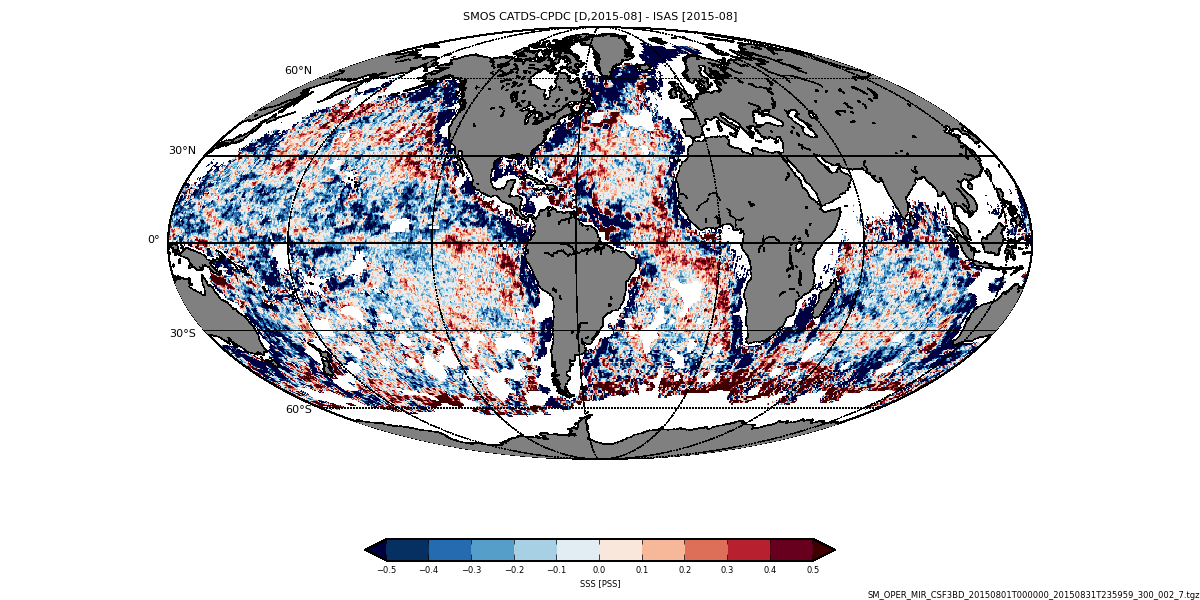 SMOS CATDS-CPDC [D,2015-08] - ISAS [2015-08]
60°N
30°N
0°
30°S
60°S
−0.5 −0.4 −0.3 −0.2 −0.1 0.0 0.1 0.2 0.3 0.4 0.5
SSS [PSS]
SM_OPER_MIR_CSF3BD_20150801T000000_20150831T235959_300_002_7.tgz